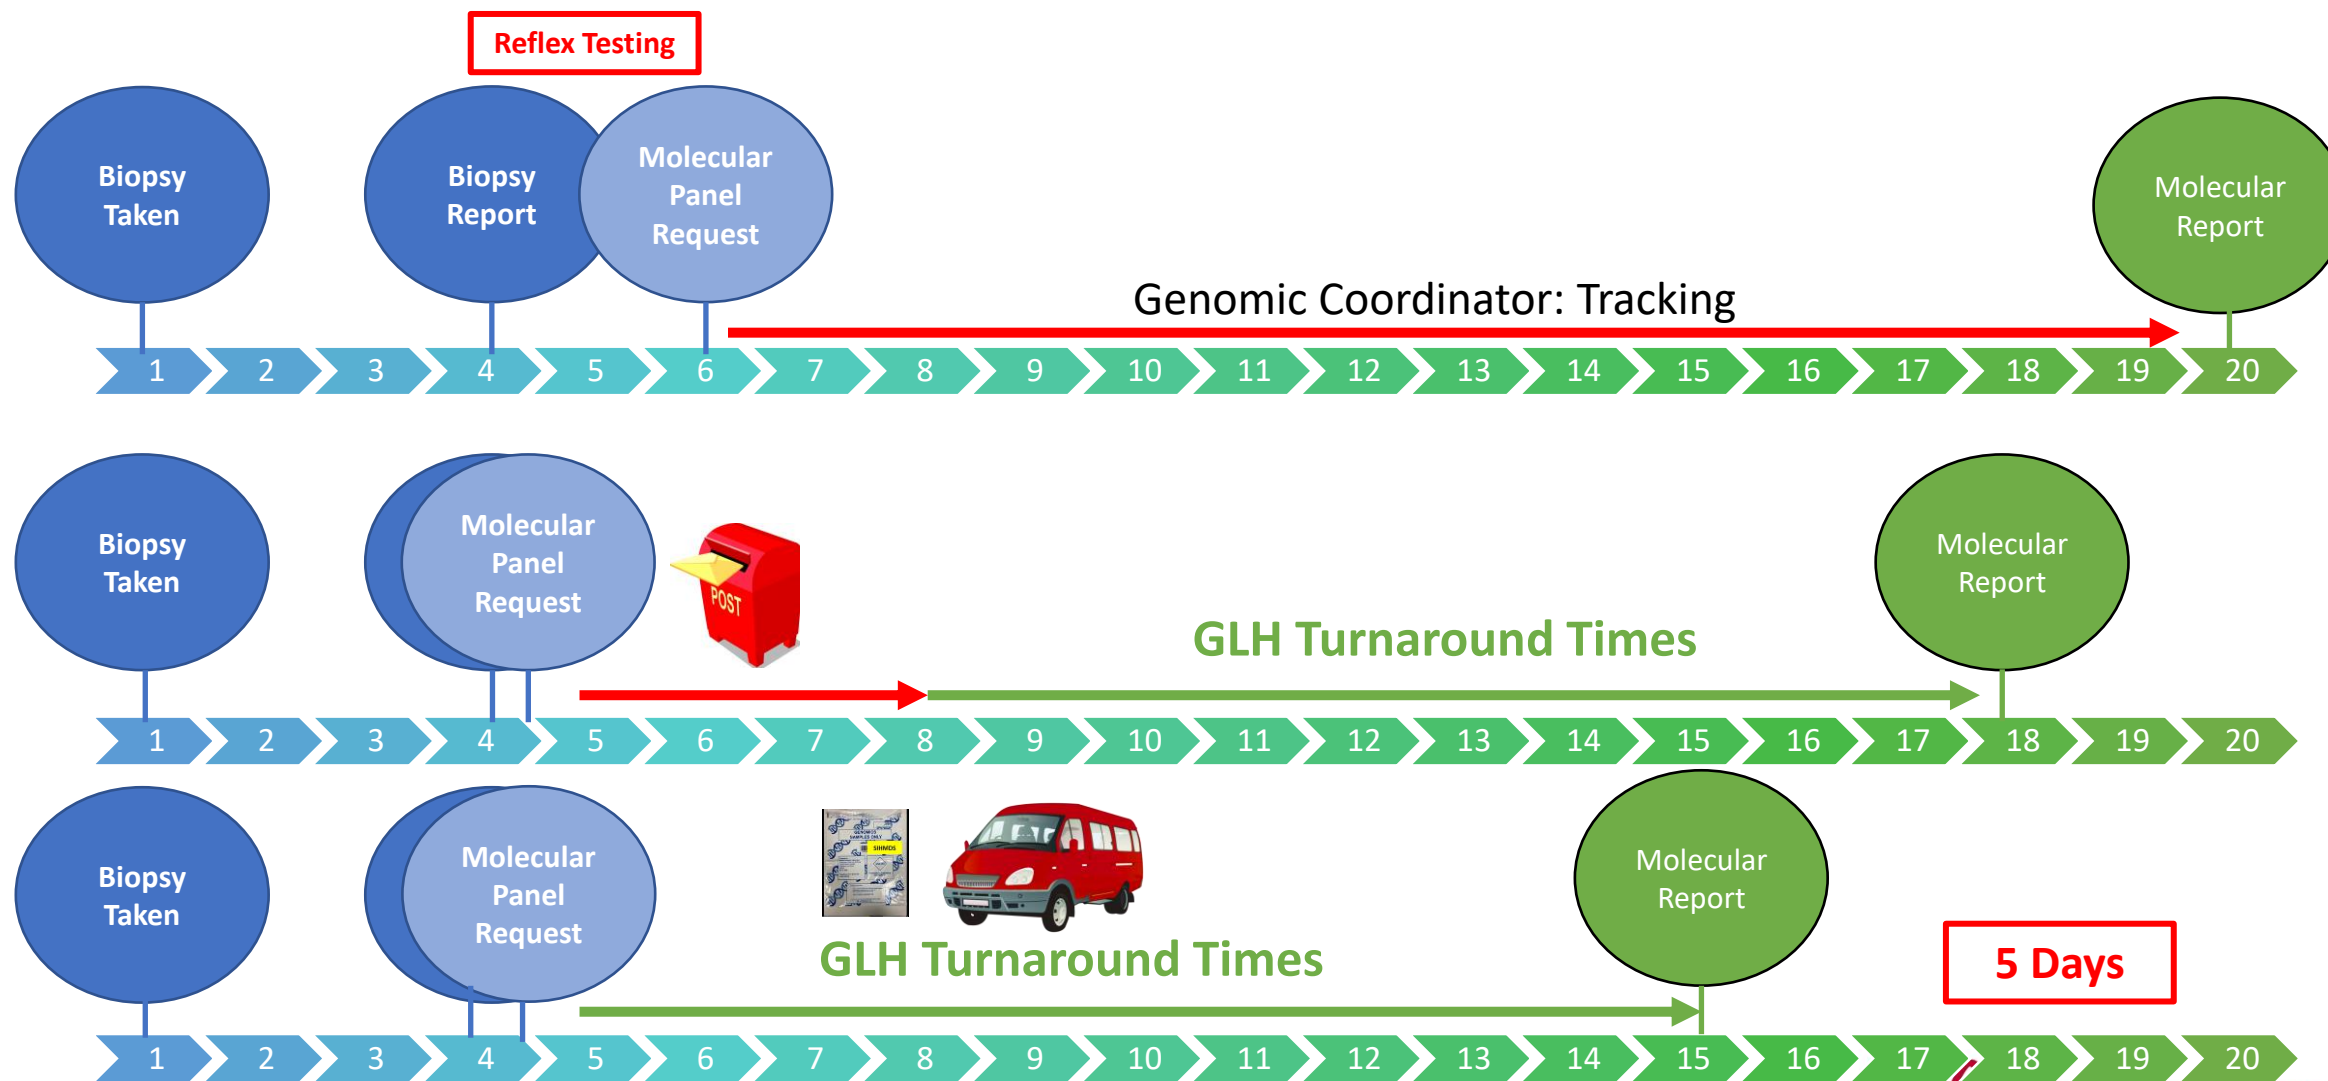 Reflex Testing
Biopsy
Taken
Biopsy
Report
Molecular
Panel
Request
Molecular
Report
Genomic Coordinator: Tracking
1 2 3 4 5 6 7 8 9 10 11 12 13 14 15 16 17 18 19 20
Biopsy
Taken
Molecular
Panel
Request
POST
GLH Turnaround Times
Molecular
Report
1 2 3 4 5 6 7 8 9 10 11 12 13 14 15 16 17 18 19 20
Biopsy
Taken
Molecular
Panel
Request
GENOMICS
SAMPLES ONLY
SIHMDS
GLH Turnaround Times
Molecular
Report
5 Days
1 2 3 4 5 6 7 8 9 10 11 12 13 14 15 16 17 18 19 20